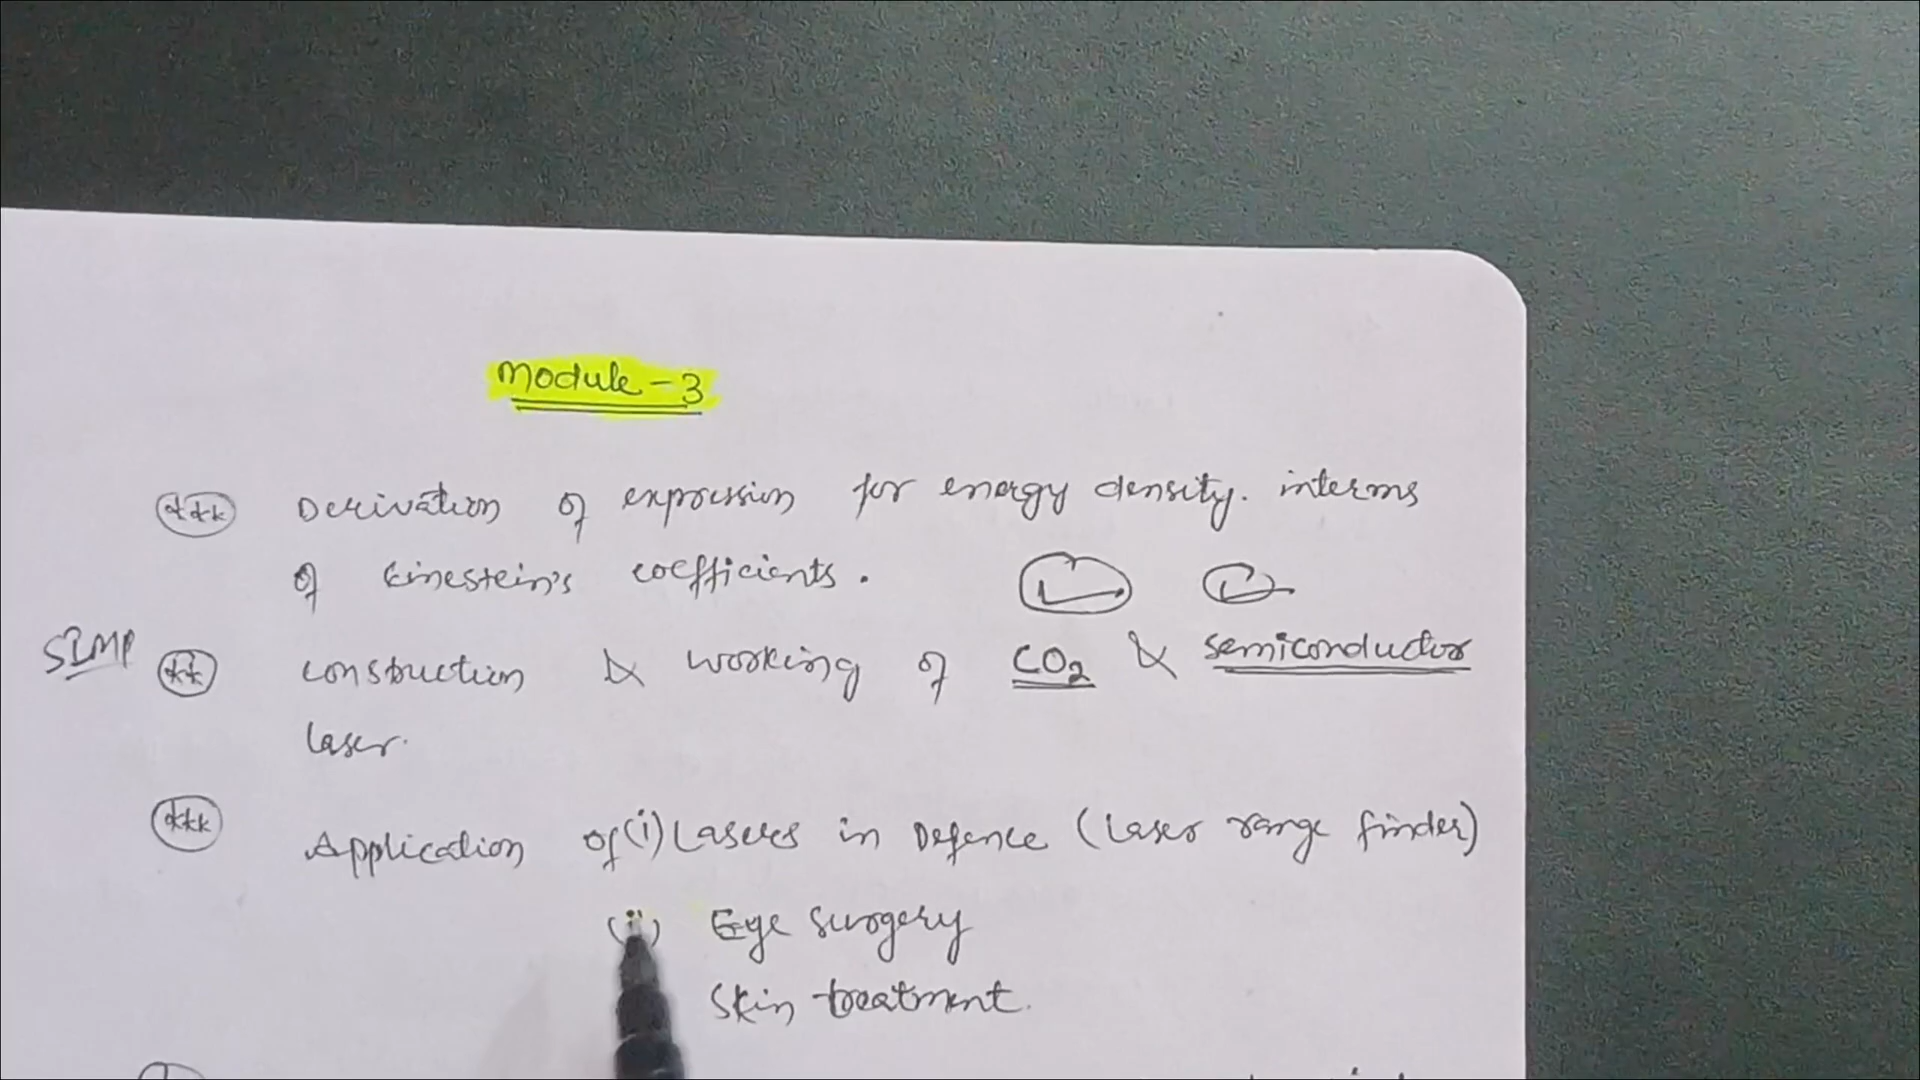 Module - 3
*** Derivation of expression for energy density. interms
of Einestein's coefficients.
SIMP ** construction & working of CO₂ & semiconductor
laser.
*** Application of (i) Lasers in Defence (Laser range finder)
(ii) Eye surgery
Skin treatment.